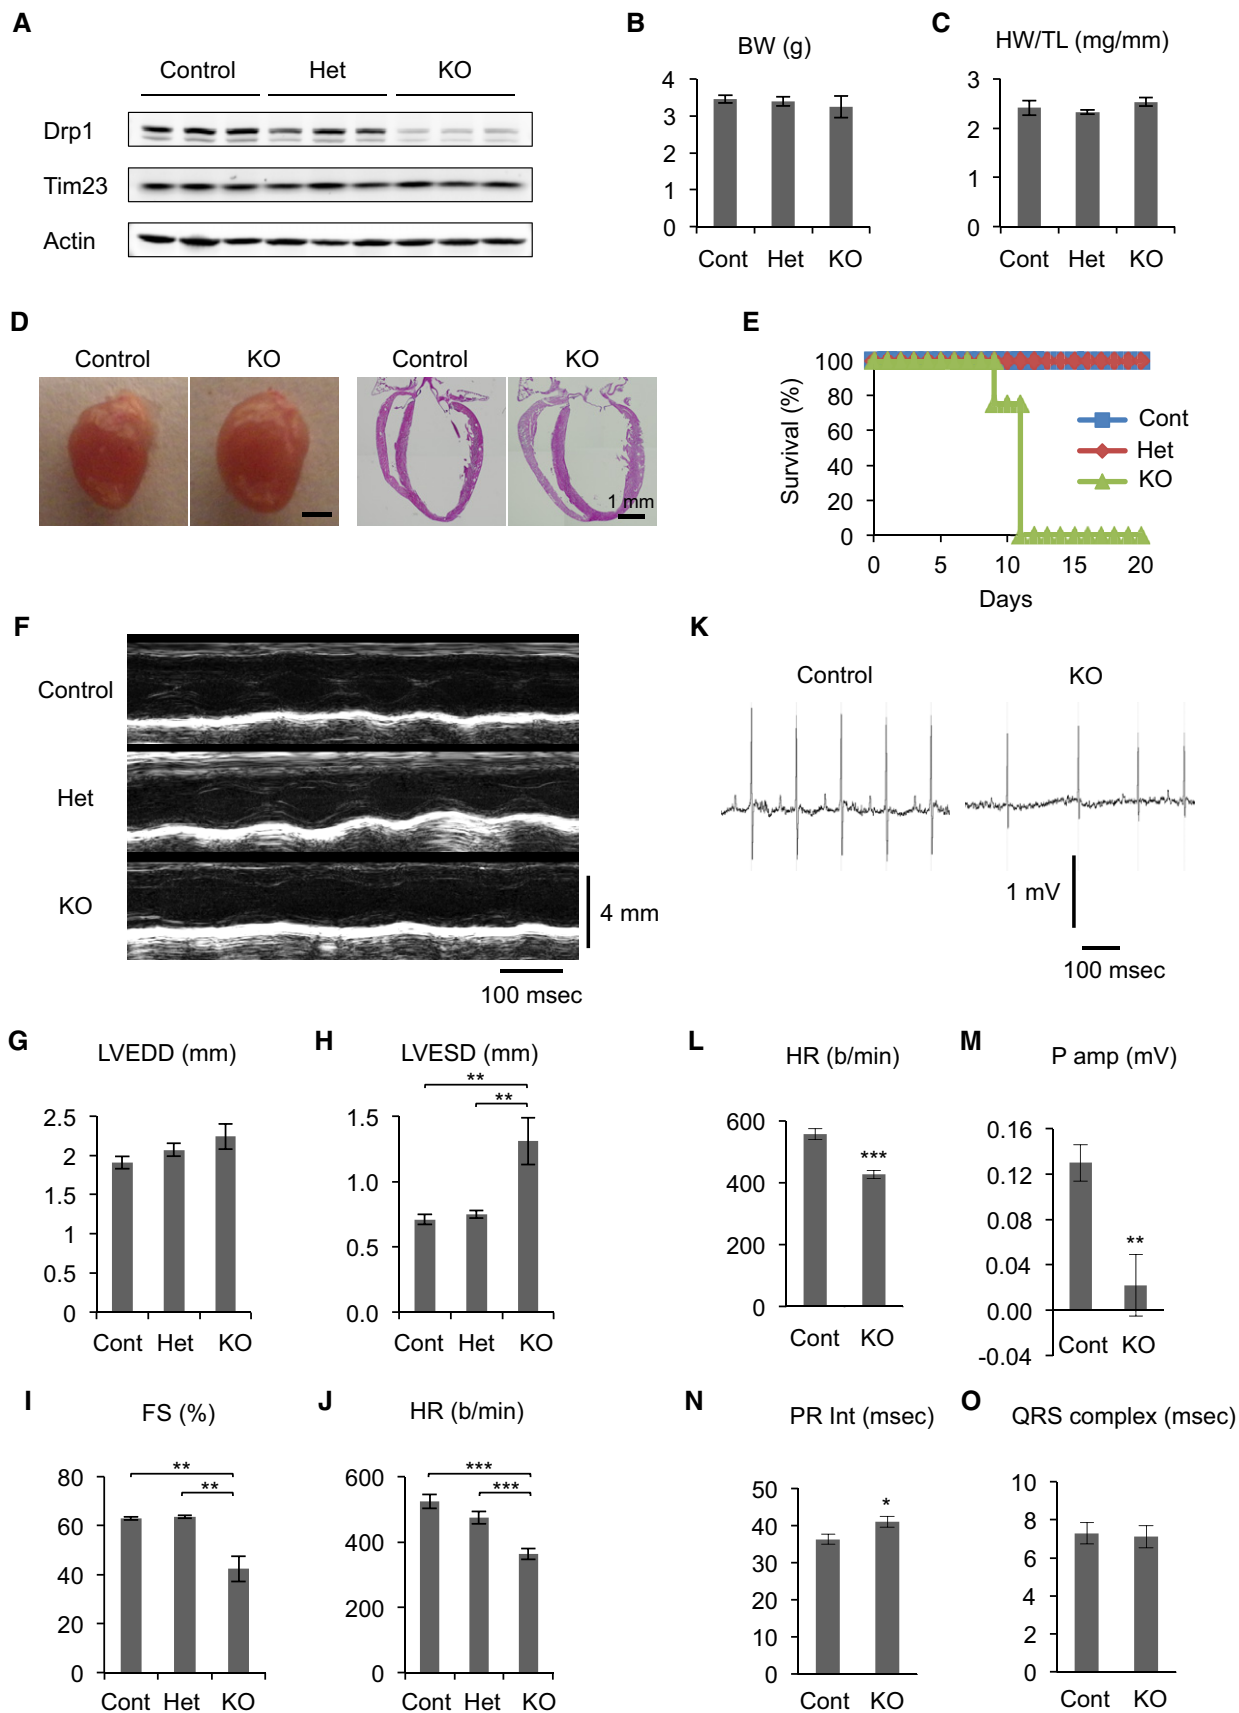 A
Control Het KO
Drp1
Tim23
Actin
B
BW (g)
4
3
2
1
0
Cont Het KO
C
HW/TL (mg/mm)
3
2
1
0
Cont Het KO
D
Control KO Control KO
1 mm
E
Survival (%)
100
80
60
40
20
0
0 5 10 15 20
Days
Cont
Het
KO
F
Control
Het
KO
4 mm
100 msec
K
Control KO
1 mV
100 msec
G
LVEDD (mm)
2.5
2
1.5
1
0.5
0
Cont Het KO
H
LVESD (mm)
**
**
1.5
1.0
0.5
0.0
Cont Het KO
L
HR (b/min)
600
400
200
0
***
Cont KO
M
P amp (mV)
0.16
0.12
0.08
0.04
0.00
-0.04
**
Cont KO
I
FS (%)
**
**
80
60
40
20
0
Cont Het KO
J
HR (b/min)
***
***
600
400
200
0
Cont Het KO
N
PR Int (msec)
50
40
30
20
10
0
*
Cont KO
O
QRS complex (msec)
10
8
6
4
2
0
Cont KO